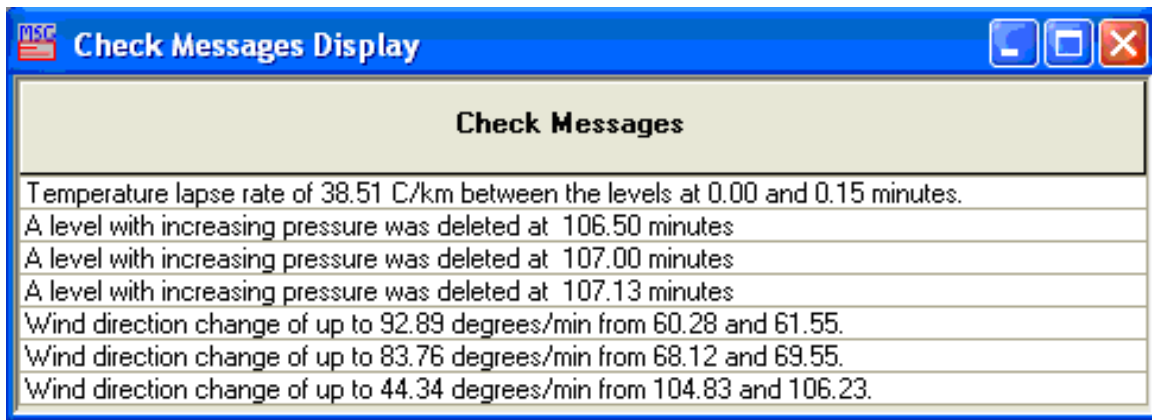 MSG
Check Messages Display
Check Messages
Temperature lapse rate of 38.51 C/km between the levels at 0.00 and 0.15 minutes.
A level with increasing pressure was deleted at  106.50 minutes
A level with increasing pressure was deleted at  107.00 minutes
A level with increasing pressure was deleted at  107.13 minutes
Wind direction change of up to 92.89 degrees/min from 60.28 and 61.55.
Wind direction change of up to 83.76 degrees/min from 68.12 and 69.55.
Wind direction change of up to 44.34 degrees/min from 104.83 and 106.23.